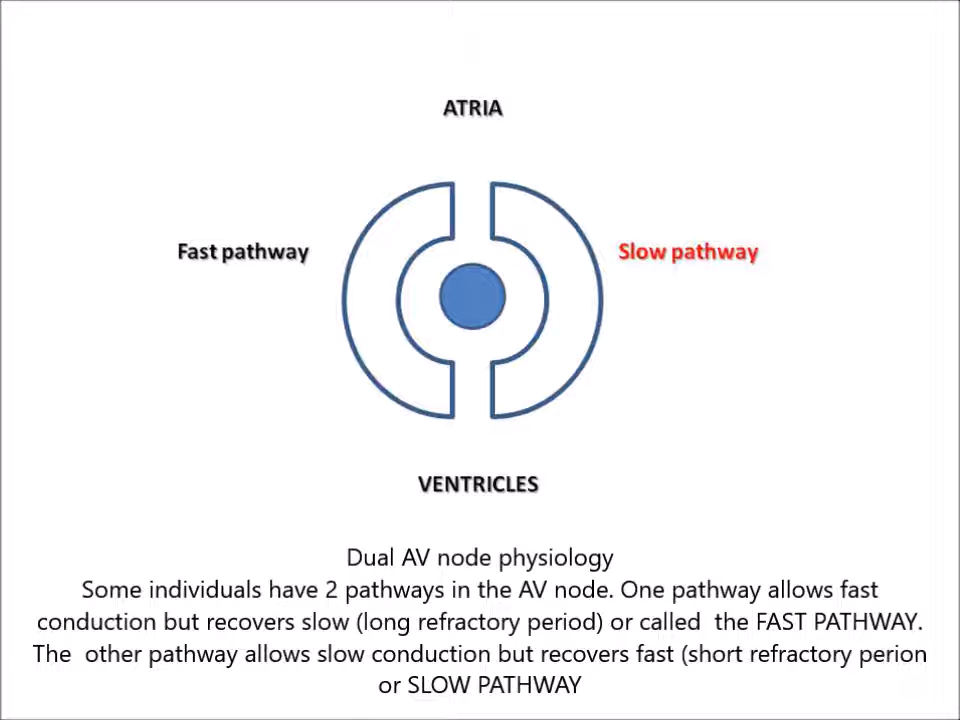 ATRIA
Fast pathway
Slow pathway
VENTRICLES
Dual AV node physiology
Some individuals have 2 pathways in the AV node. One pathway allows fast
conduction but recovers slow (long refractory period) or called  the FAST PATHWAY.
The  other pathway allows slow conduction but recovers fast (short refractory perion
or SLOW PATHWAY